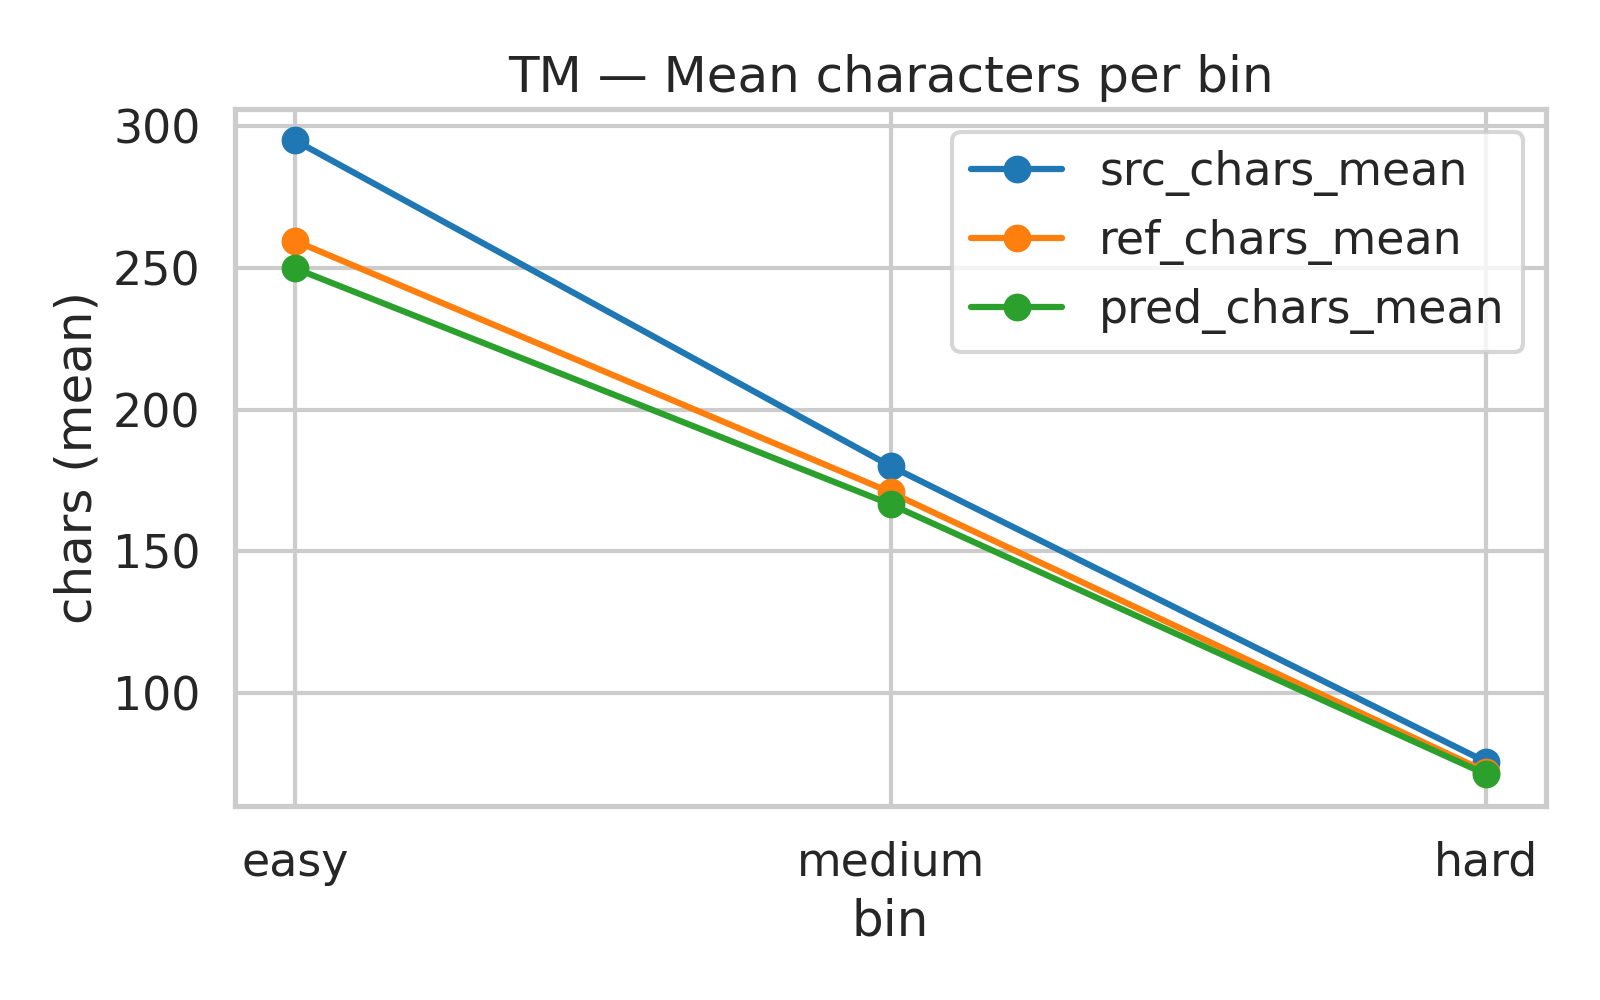 TM — Mean characters per bin
300
250
200
150
100
chars (mean)
src_chars_mean
ref_chars_mean
pred_chars_mean
easy
medium
hard
bin